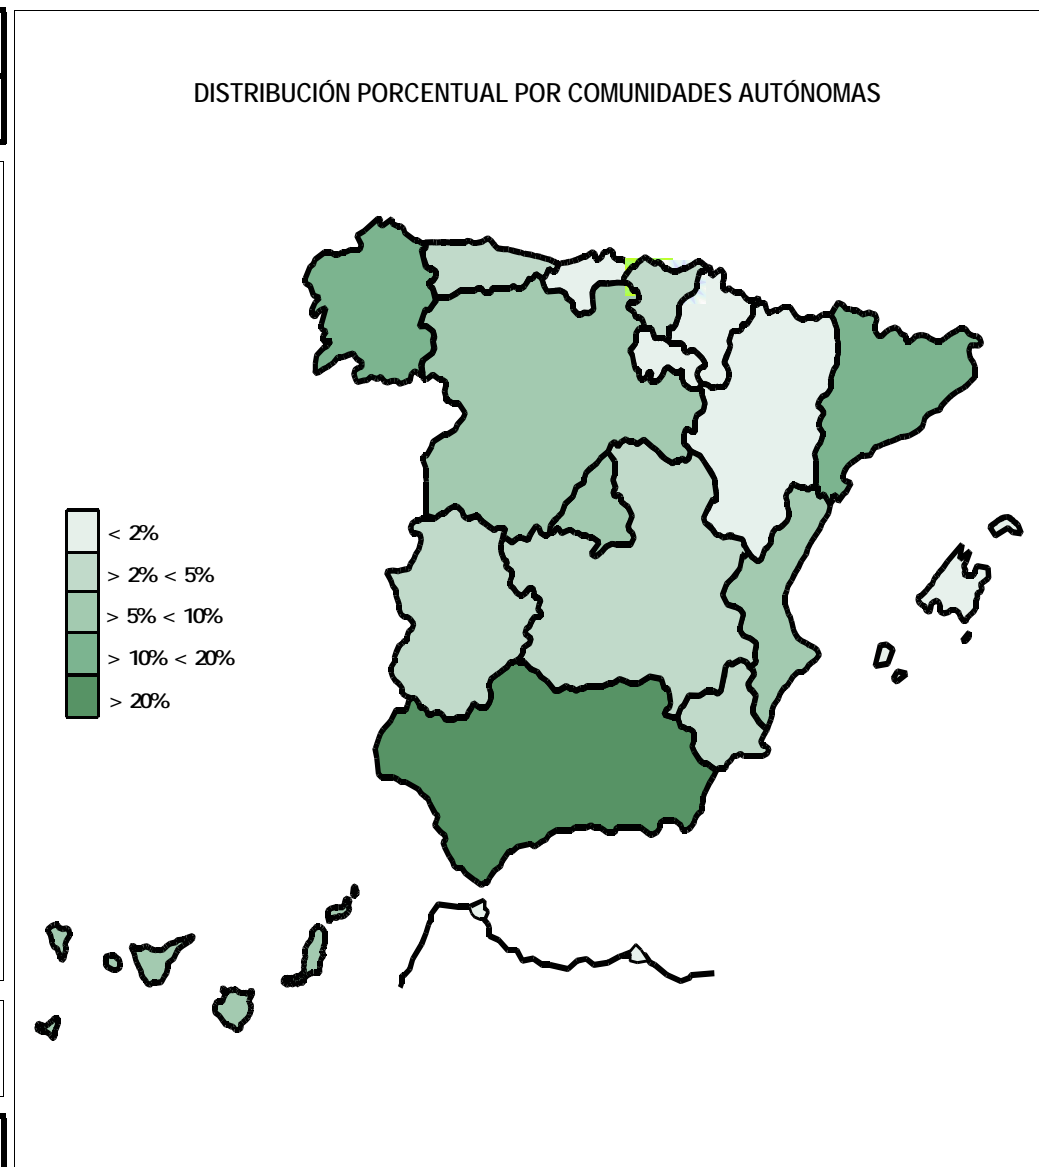 DISTRIBUCIÓN PORCENTUAL POR COMUNIDADES AUTÓNOMAS
< 2%
> 2% < 5%
> 5% < 10%
> 10% < 20%
> 20%